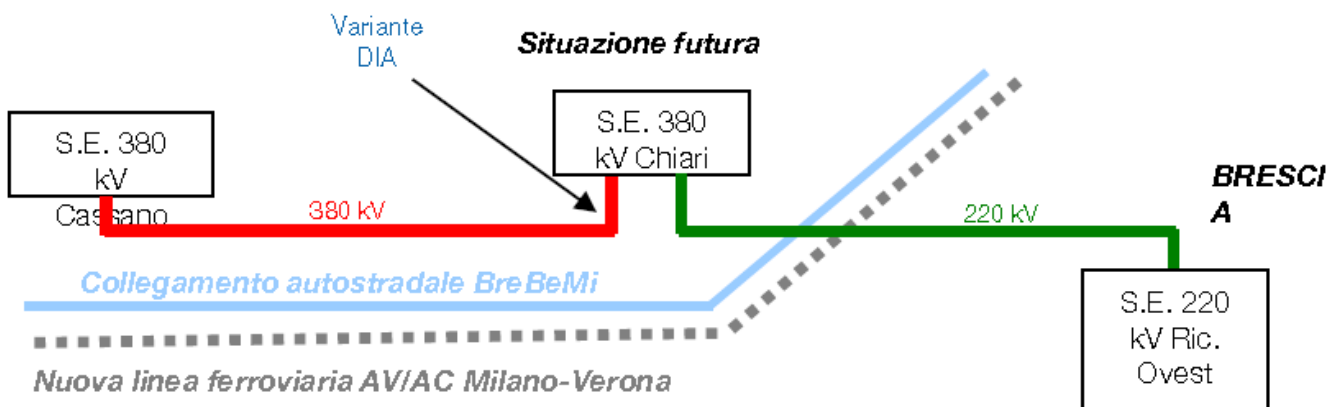 Variante
DIA
Situazione futura
S.E. 380
kV
Cassano
S.E. 380
kV Chiari
BRESCI
A
380 kV
220 kV
Collegamento autostradale BreBeMi
S.E. 220
kV Ric.
Ovest
Nuova linea ferroviaria AV/AC Milano-Verona